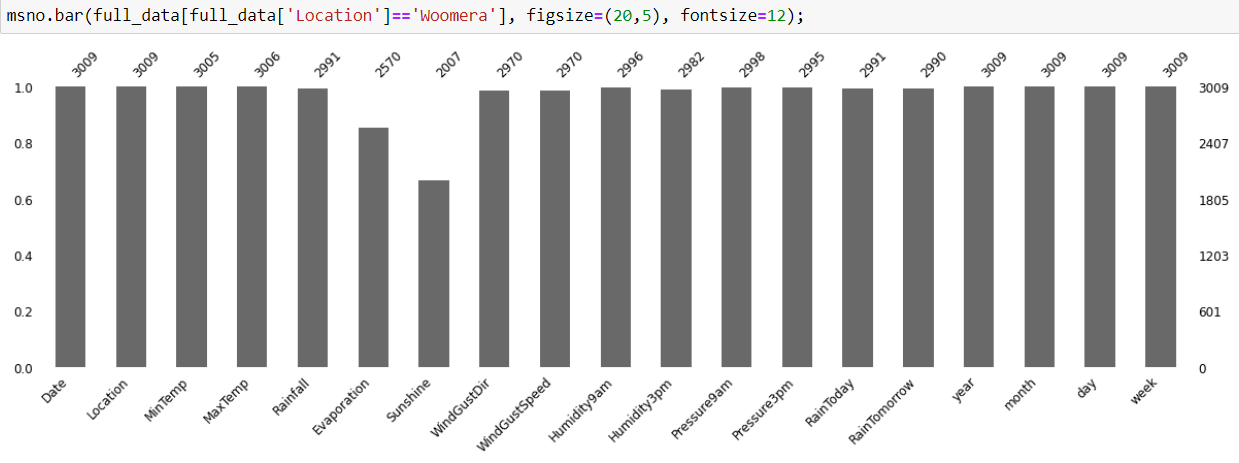 msno.bar(full_data[full_data['Location']=='Woomera'], figsize=(20,5), fontsize=12);
3009 3009 3005 3006 2991 2570 2007 2970 2970 2996 2982 2998 2995 2991 2990 3009 3009 3009 3009
1.0 3009
0.8 2407
0.6 1805
0.4 1203
0.2 601
0.0 0
Date Location MinTemp MaxTemp Rainfall Evaporation Sunshine WindGustDir WindGustSpeed Humidity9am Humidity3pm Pressure9am Pressure3pm RainToday RainTomorrow year month day week